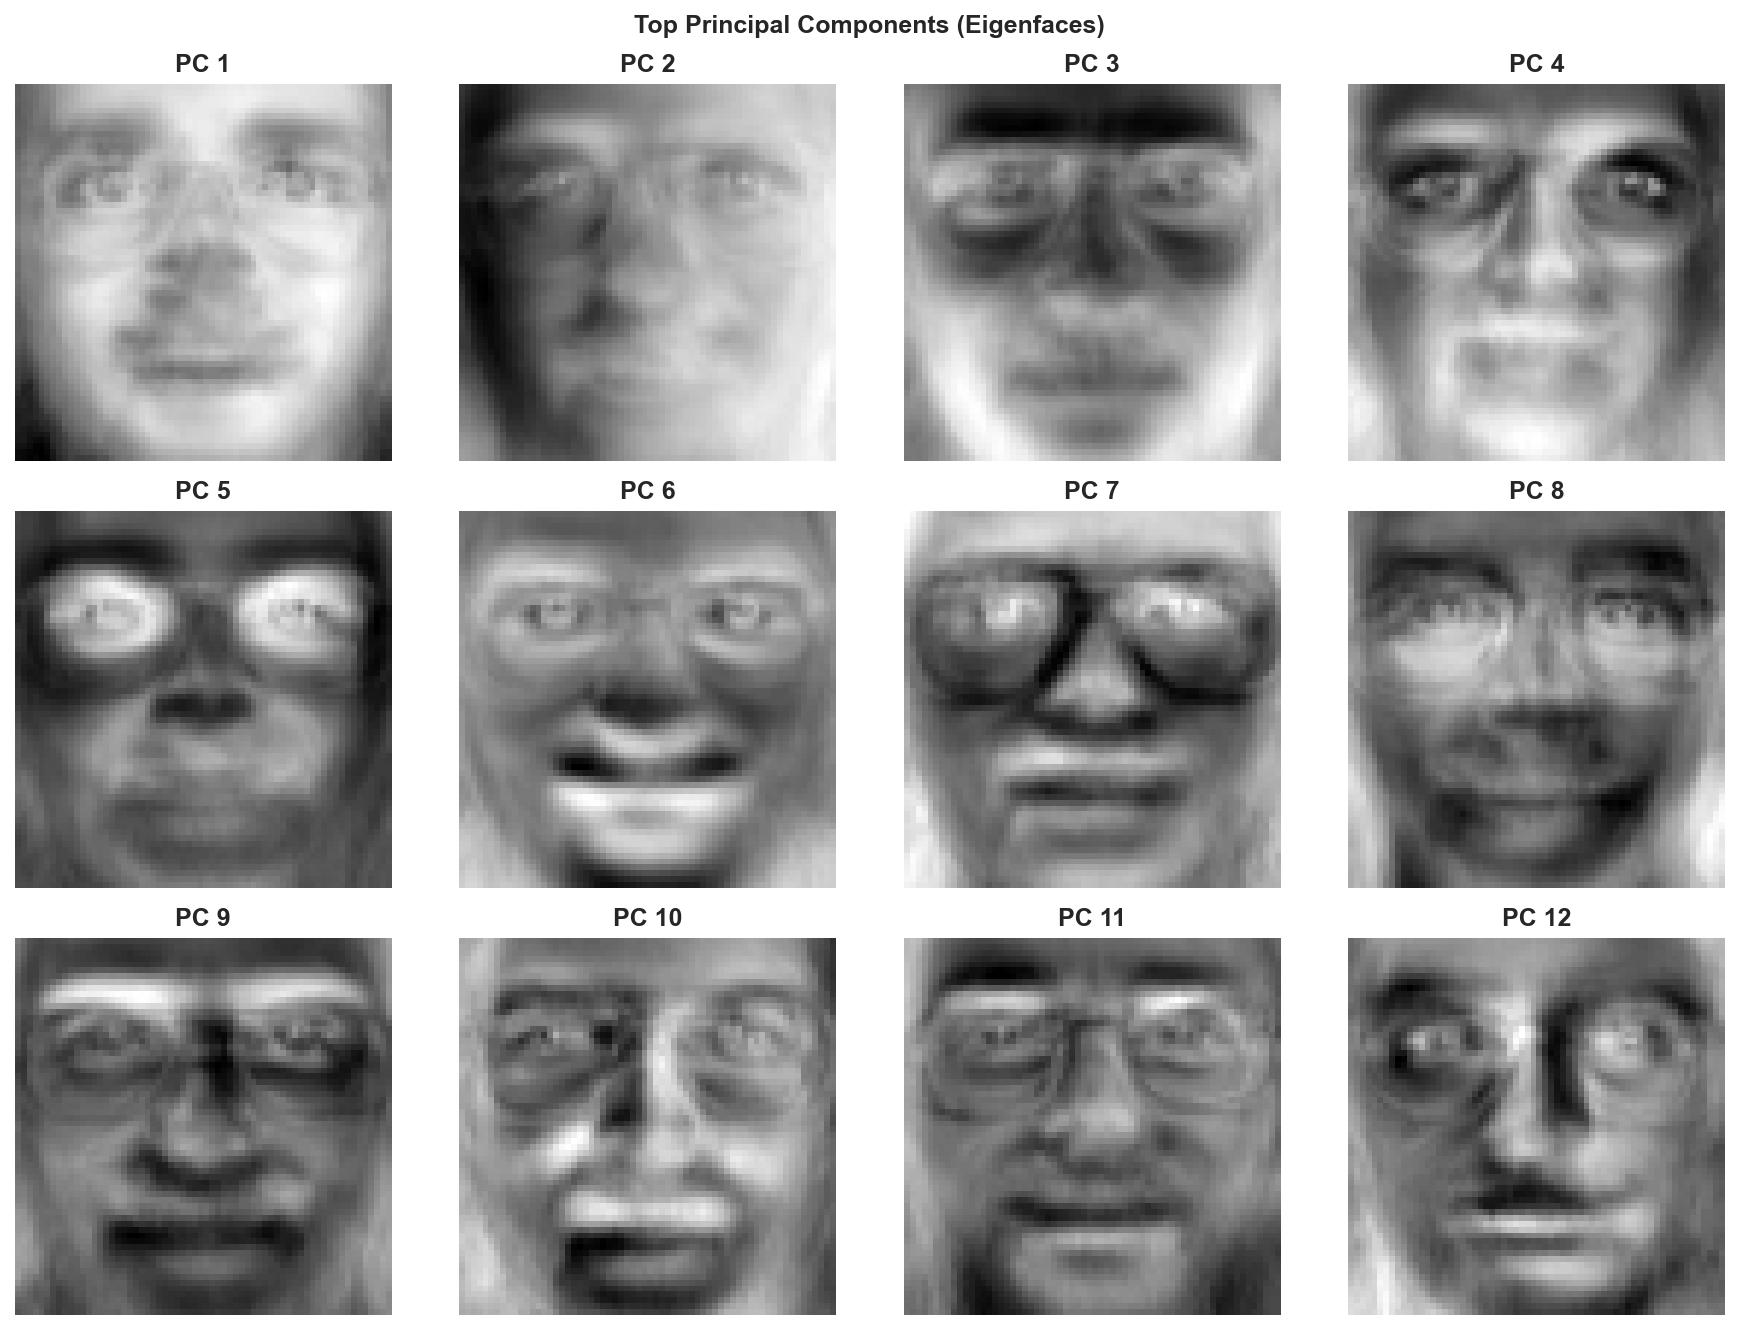 Top Principal Components (Eigenfaces)
PC 1
PC 2
PC 3
PC 4
PC 5
PC 6
PC 7
PC 8
PC 9
PC 10
PC 11
PC 12